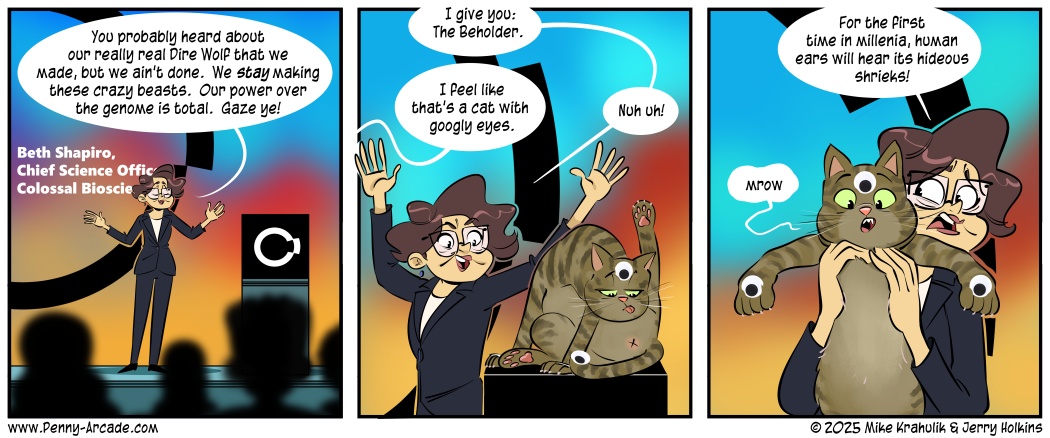 You probably heard about
our really real Dire Wolf that we
made, but we ain't done. We stay making
these crazy beasts. Our power over
the genome is total. Gaze ye!
Beth Shapiro,
Chief Science Offic
Colossal Bioscie
I give you:
The Beholder.
I feel like
that's a cat with
googly eyes.
Nuh uh!
For the first
time in millenia, human
ears will hear its hideous
shrieks!
mrow
www.Penny-Arcade.com
© 2025 Mike Krahulik & Jerry Holkins